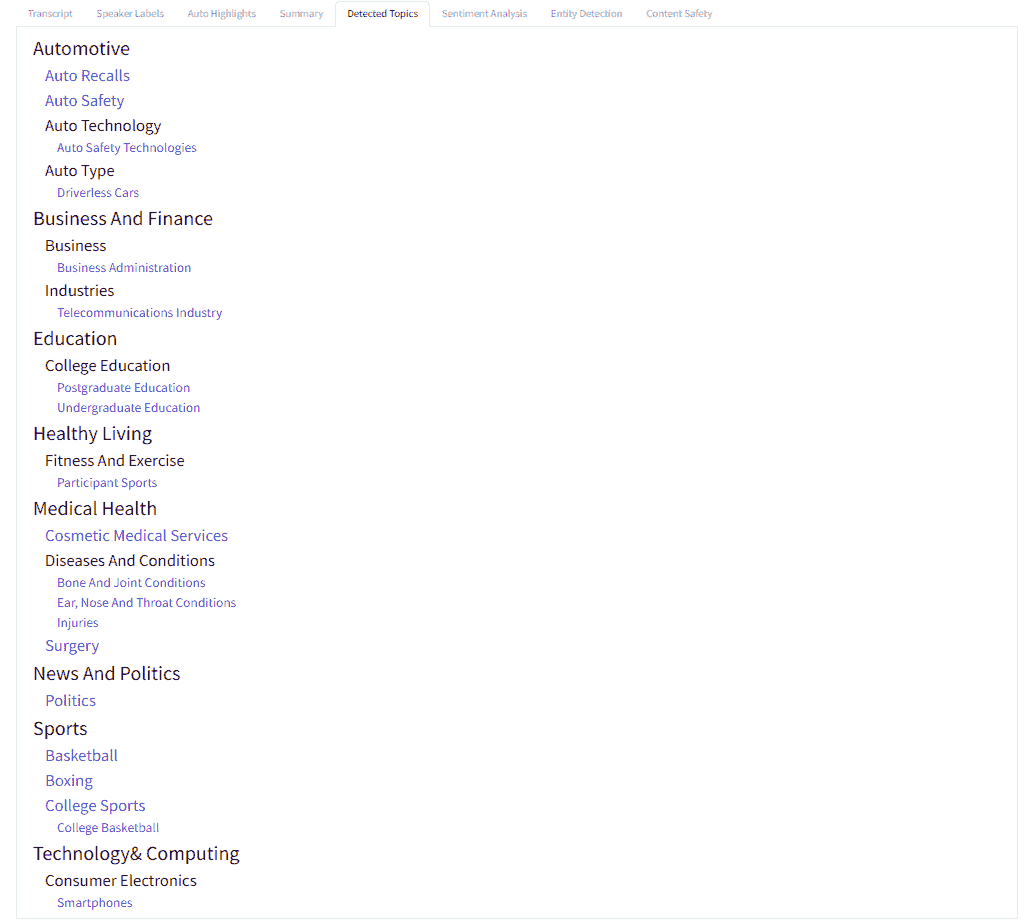 Transcript Speaker Labels Auto Highlights Summary Detected Topics Sentiment Analysis Entity Detection Content Safety
Automotive
Auto Recalls
Auto Safety
Auto Technology
Auto Safety Technologies
Auto Type
Driverless Cars
Business And Finance
Business
Business Administration
Industries
Telecommunications Industry
Education
College Education
Postgraduate Education
Undergraduate Education
Healthy Living
Fitness And Exercise
Participant Sports
Medical Health
Cosmetic Medical Services
Diseases And Conditions
Bone And Joint Conditions
Ear, Nose And Throat Conditions
Injuries
Surgery
News And Politics
Politics
Sports
Basketball
Boxing
College Sports
College Basketball
Technology& Computing
Consumer Electronics
Smartphones